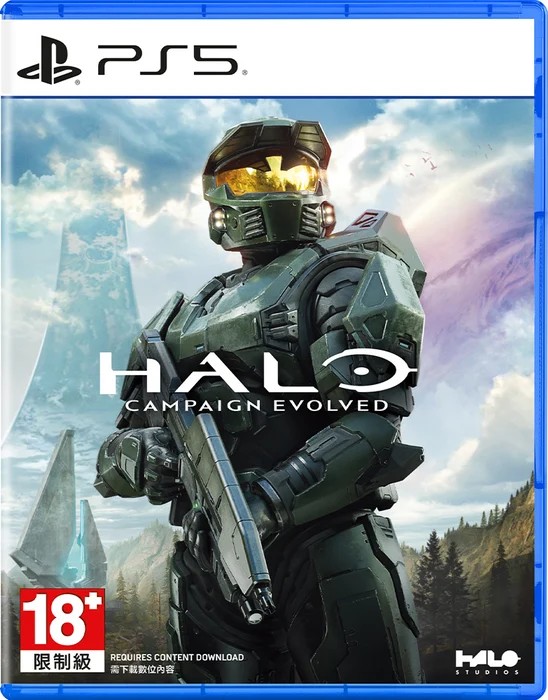 PS5
HALO
CAMPAIGN EVOLVED
18+
限制級
REQUIRES CONTENT DOWNLOAD
需下載數位內容
HALO
STUDIOS